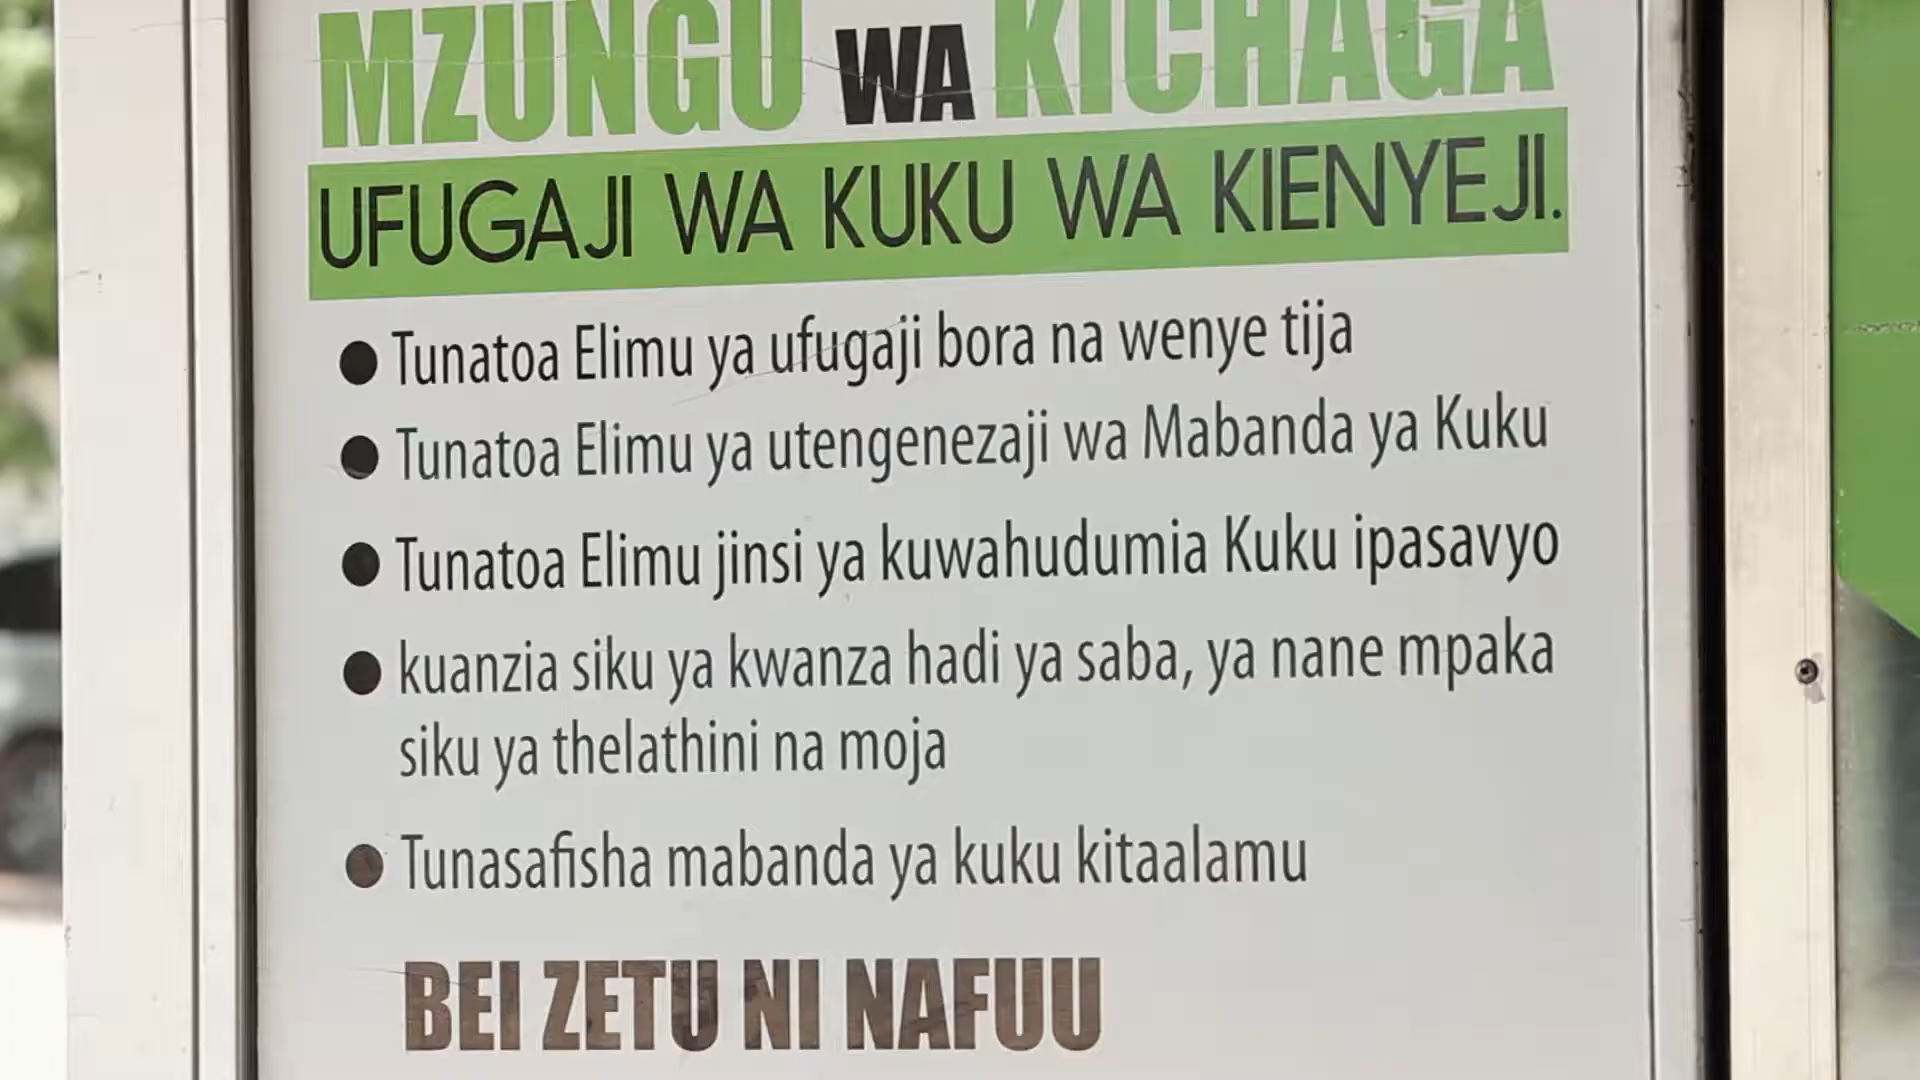 MZUNGU WA KICHAGA
UFUGAJI WA KUKU WA KIENYEJI.
● Tunatoa Elimu ya ufugaji bora na wenye tija
● Tunatoa Elimu ya utengenezaji wa Mabanda ya Kuku
● Tunatoa Elimu jinsi ya kuwahudumia Kuku ipasavyo
● kuanzia siku ya kwanza hadi ya saba, ya nane mpaka
siku ya thelathini na moja
● Tunasafisha mabanda ya kuku kitaalamu
BEI ZETU NI NAFUU